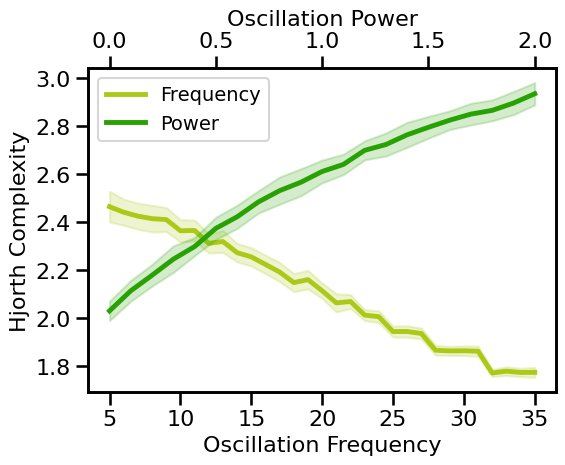 Oscillation Power
0.0 0.5 1.0 1.5 2.0
Frequency
Power
Hjorth Complexity
3.0
2.8
2.6
2.4
2.2
2.0
1.8
5 10 15 20 25 30 35
Oscillation Frequency